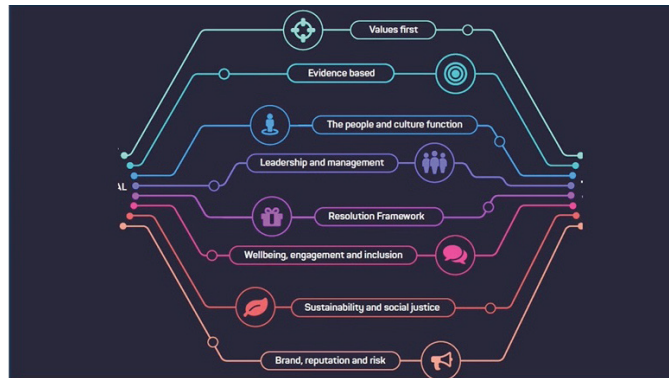 Values first
Evidence based
The people and culture function
Leadership and management
AL
Resolution Framework
Wellbeing, engagement and inclusion
Sustainability and social justice
Brand, reputation and risk